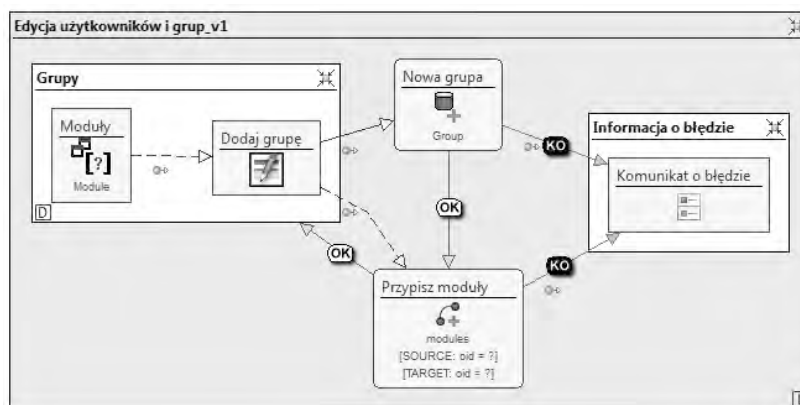 Edycja użytkowników i grup_v1
Grupy
Moduły
[?]
Module
D
Dodaj grupę
Nowa grupa
Group
OK
KO
Informacja o błędzie
Komunikat o błędzie
OK
KO
Przypisz moduły
modules
[SOURCE: oid = ?]
[TARGET: oid = ?]